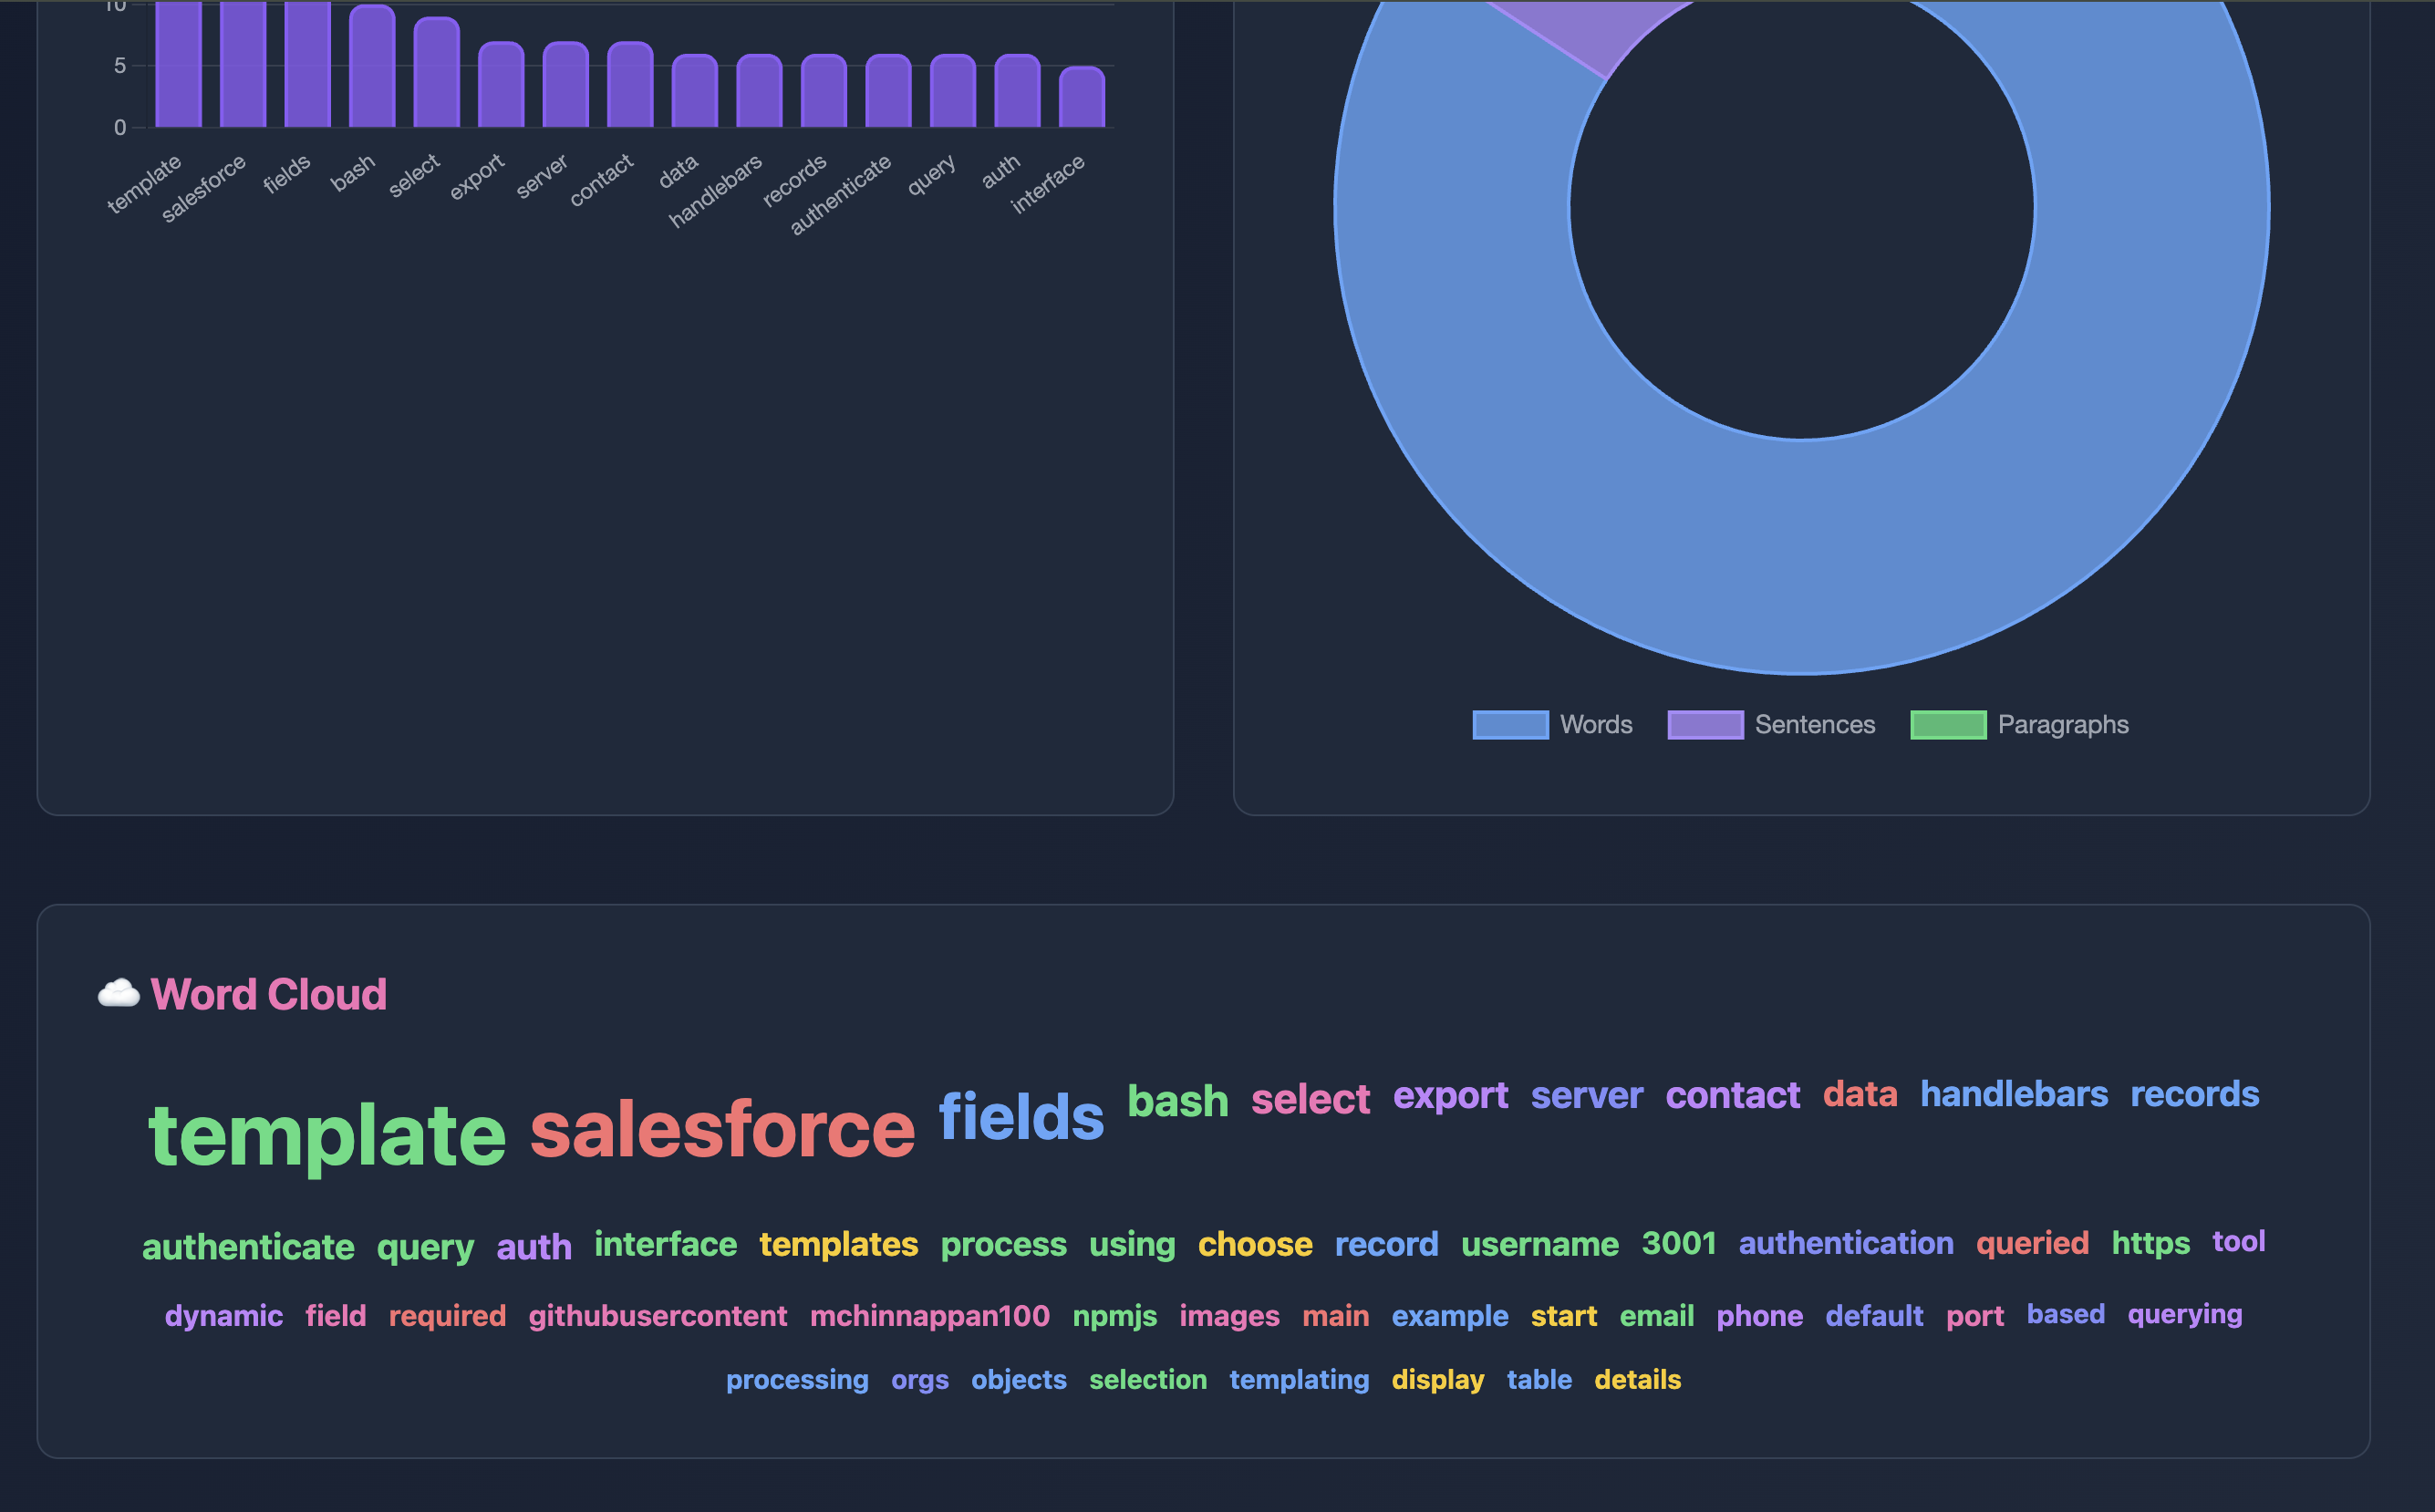 10
5
0
template salesforce fields bash select export server contact data handlebars records authenticate query auth interface
Words Sentences Paragraphs
☁️ Word Cloud
template salesforce fields bash select export server contact data handlebars records
authenticate query auth interface templates process using choose record username 3001 authentication queried https tool
dynamic field required githubusercontent mchinnappan100 npmjs images main example start email phone default port based querying
processing orgs objects selection templating display table details